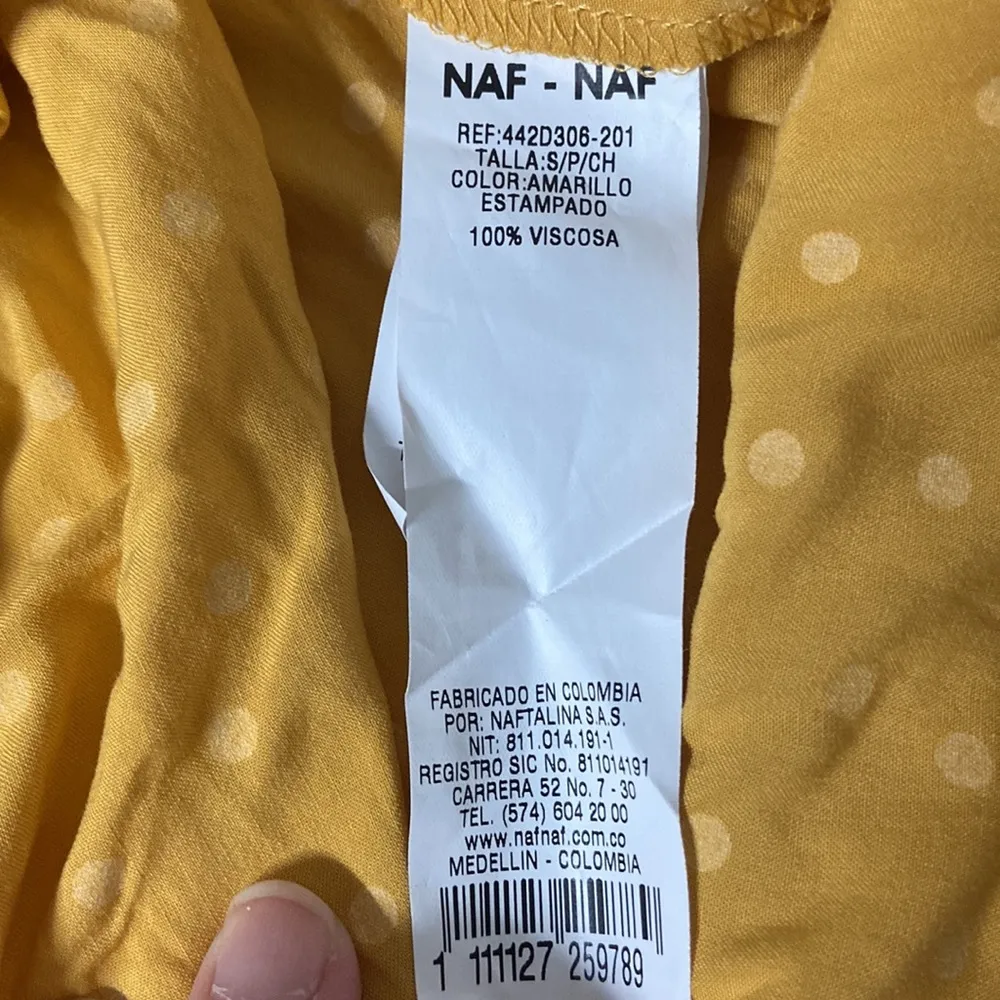 NAF - NAF
REF:442D306-201
TALLA:S/P/CH
COLOR:AMARILLO
ESTAMPADO
100% VISCOSA
FABRICADO EN COLOMBIA
POR: NAFTALINA S.A.S.
NIT: 811.014.191-1
REGISTRO SIC No. 811014191
CARRERA 52 No. 7 - 30
TEL. (574) 604 20 00
www.nafnaf.com.co
MEDELLIN - COLOMBIA
1 111127 259789